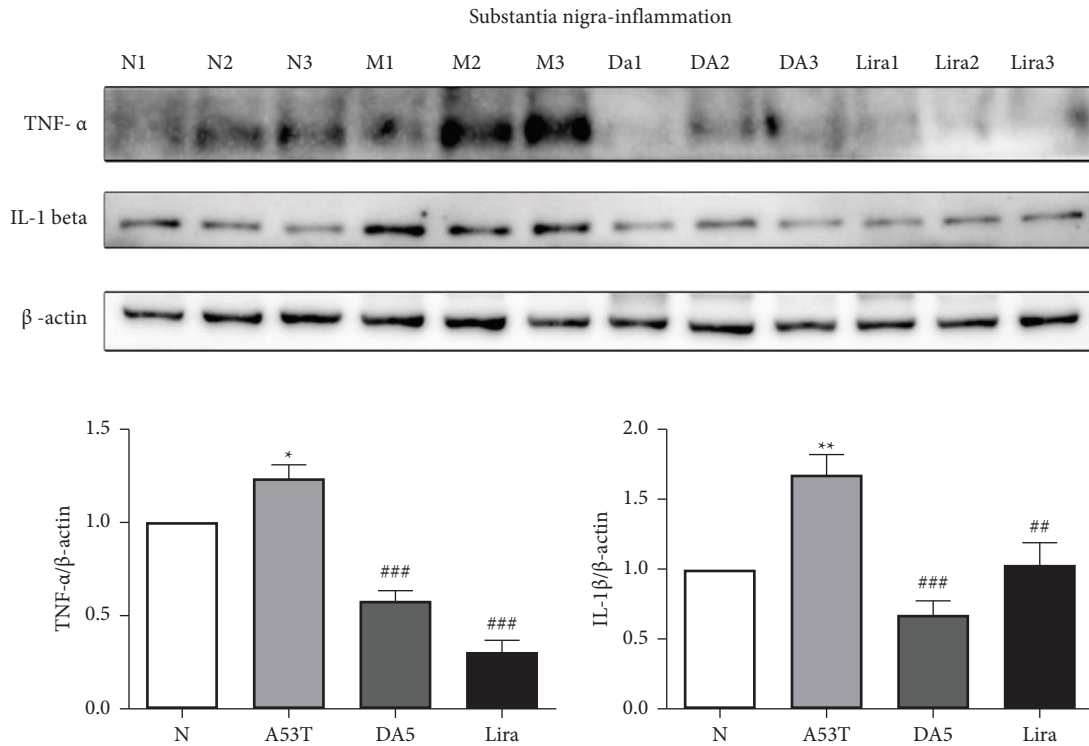 Substantia nigra-inflammation
N1 N2 N3 M1 M2 M3 Da1 DA2 DA3 Lira1 Lira2 Lira3
TNF- α
IL-1 beta
β -actin
TNF-α/β-actin
1.5
1.0
0.5
0.0
*
###
###
N A53T DA5 Lira
IL-1β/β-actin
2.0
1.5
1.0
0.5
0.0
**
###
##
N A53T DA5 Lira